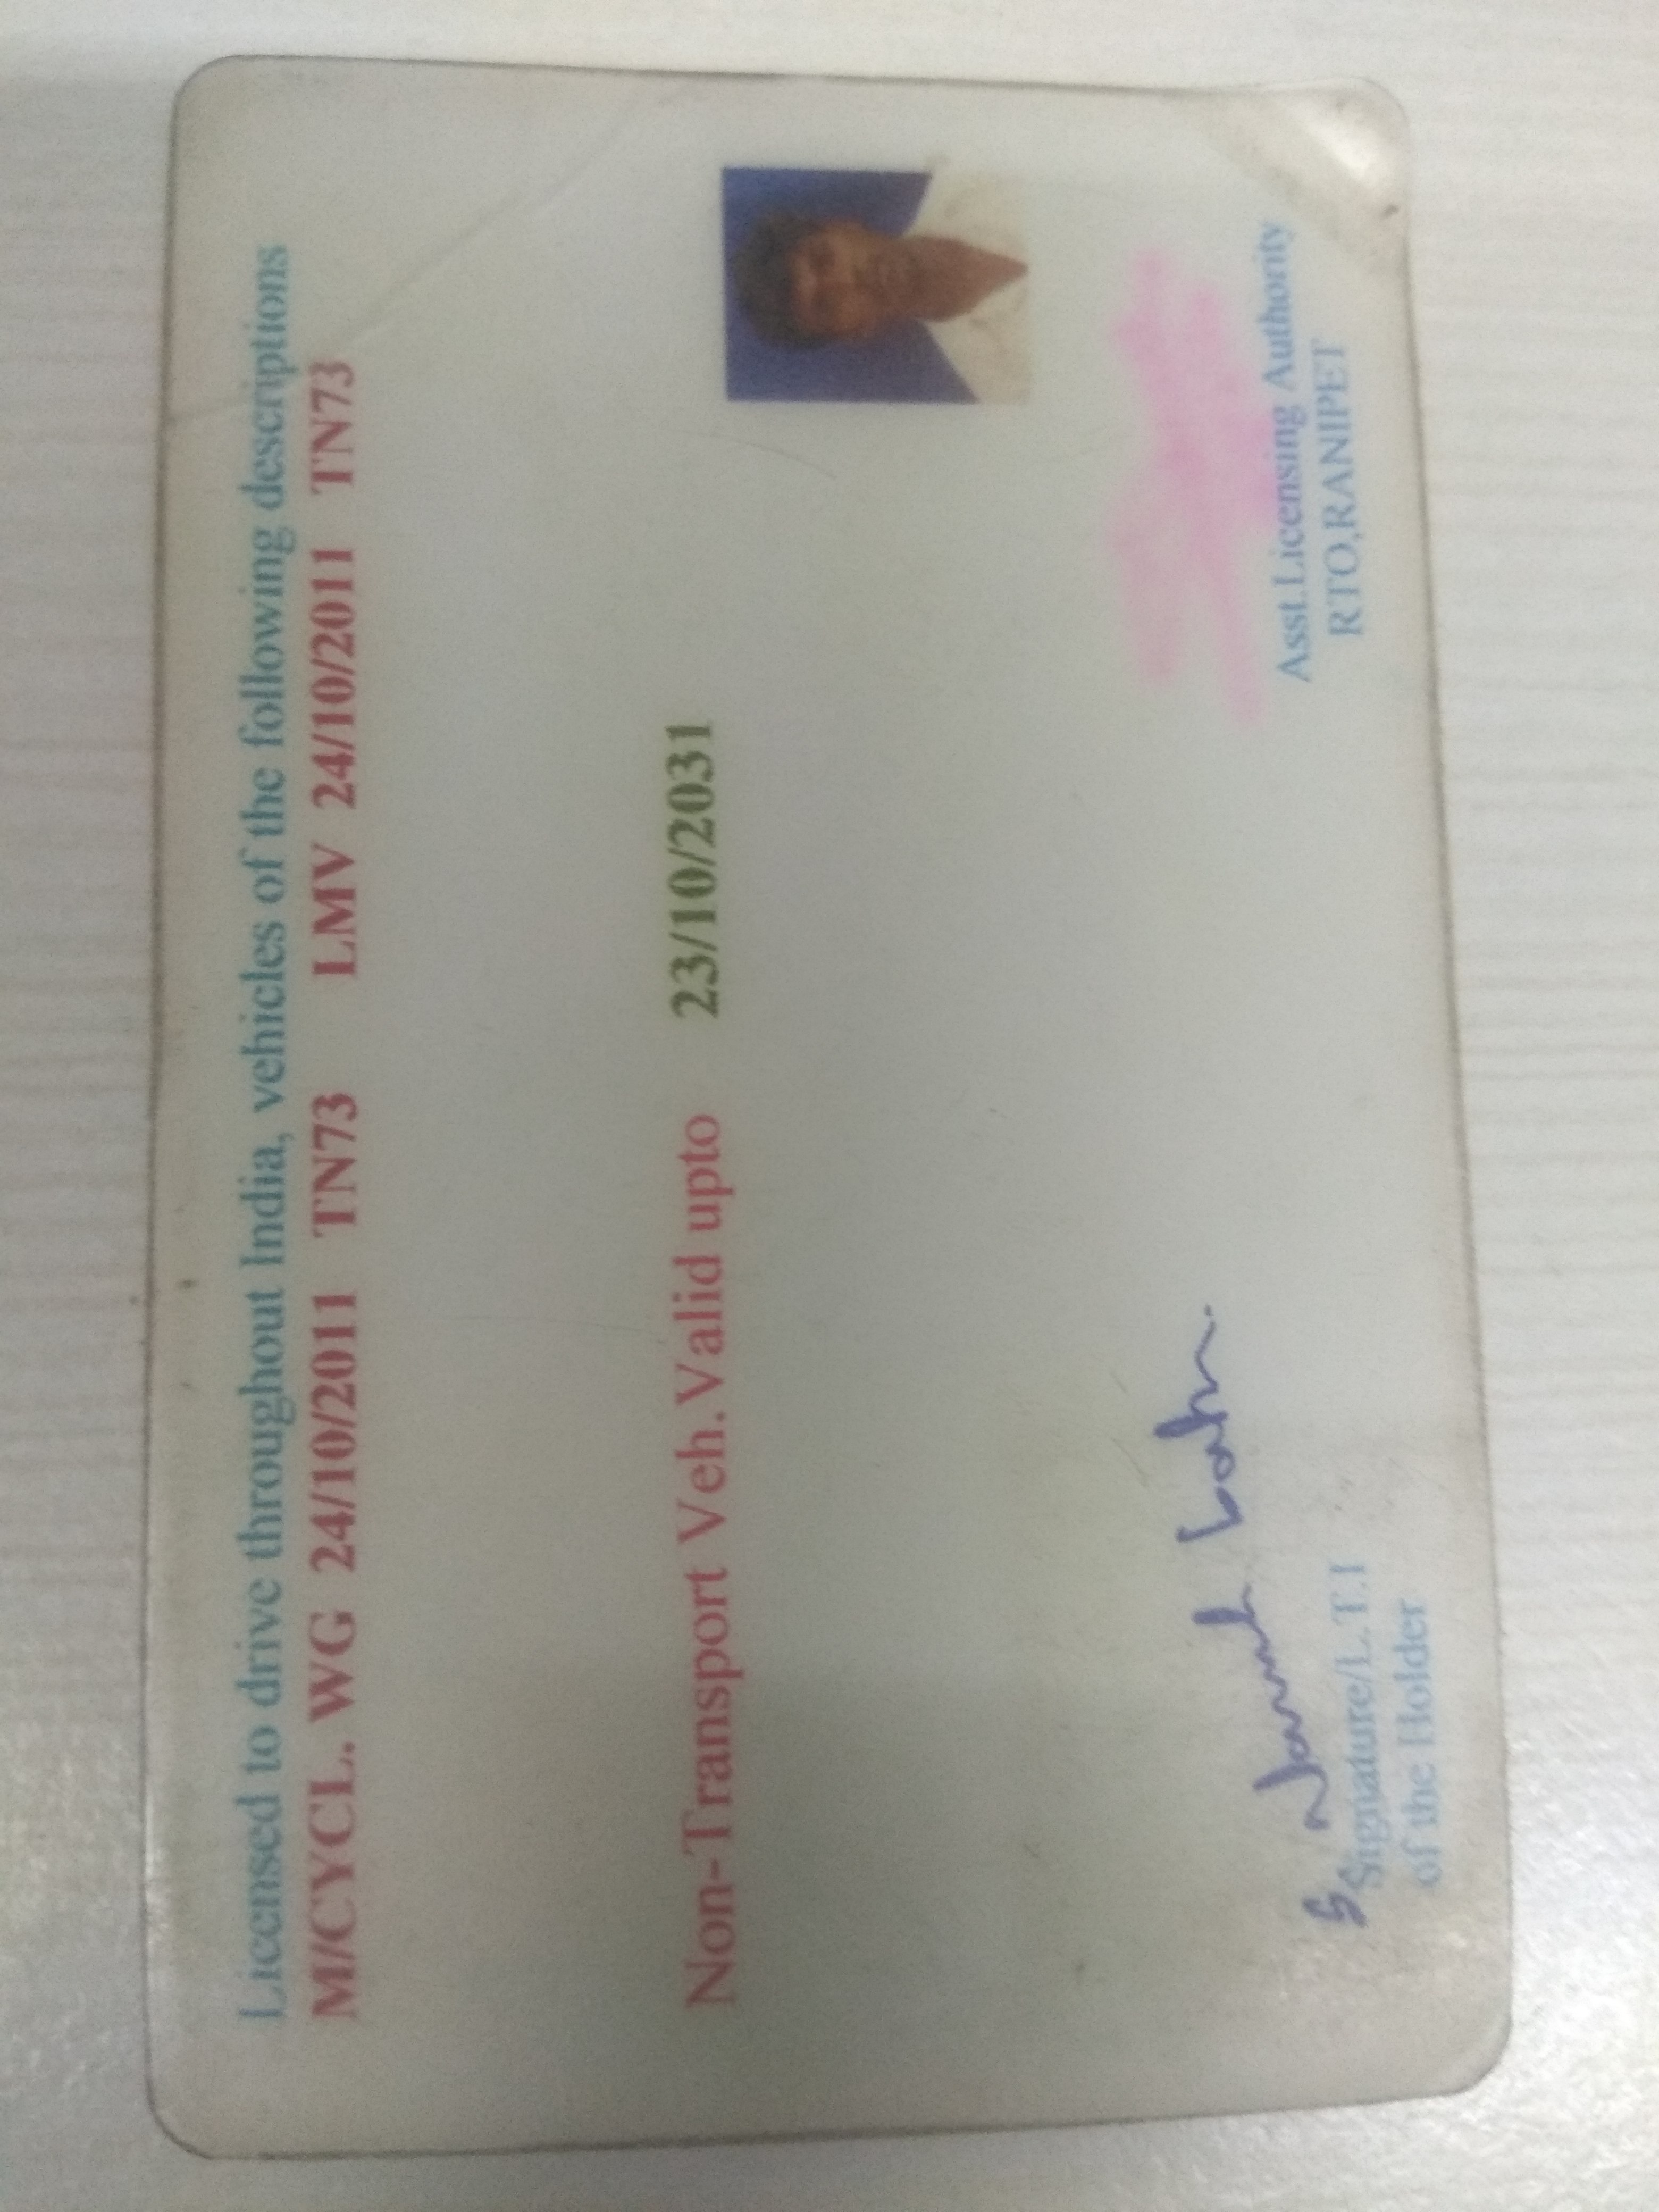 Licensed to drive throughout India, vehicles of the following descriptions
M/CYCL. WG 24/10/2011 TN73 LMV 24/10/2011 TN73
Non-Transport Veh.Valid upto 23/10/2031
Signature/L.T.I
of the Holder
Asst.Licensing Authority
RTO,RANIPET